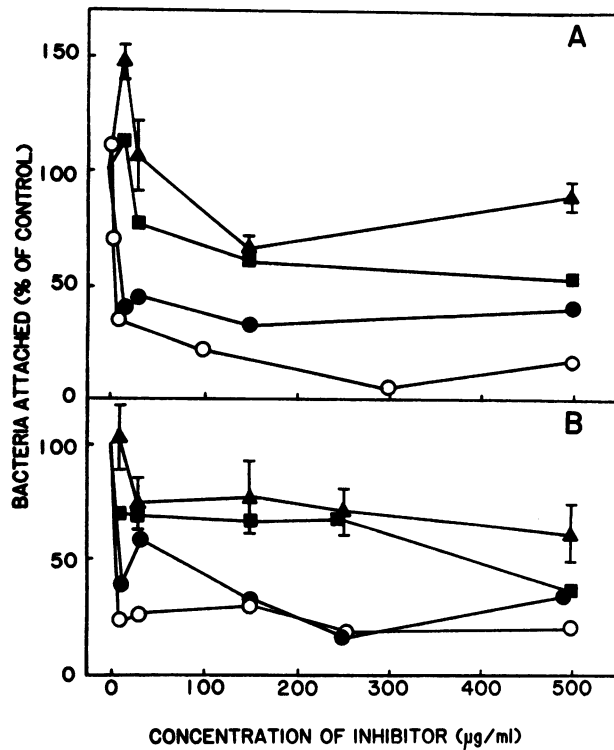 A
150
100
50
0
B
100
50
0
0 100 200 300 400 500
BACTERIA ATTACHED (% OF CONTROL)
CONCENTRATION OF INHIBITOR (µg/ml)